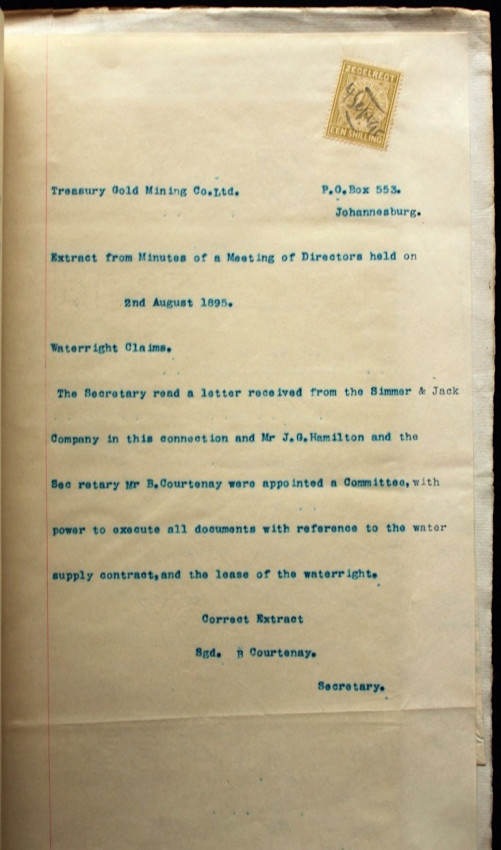 ZEGELREGT
EEN SHILLING
Treasury Gold Mining Co.Ltd. P.O.Box 553.
Johannesburg.
Extract from Minutes of a Meeting of Directors held on
2nd August 1895.
Waterright Claims.
The Secretary read a letter received from the Simmer & Jack
Company in this connection and Mr J.G.Hamilton and the
Sec retary Mr B.Courtenay were appointed a Committee,with
power to execute all documents with reference to the water
supply contract,and the lease of the waterright.
Correct Extract
Sgd. B Courtenay.
Secretary.